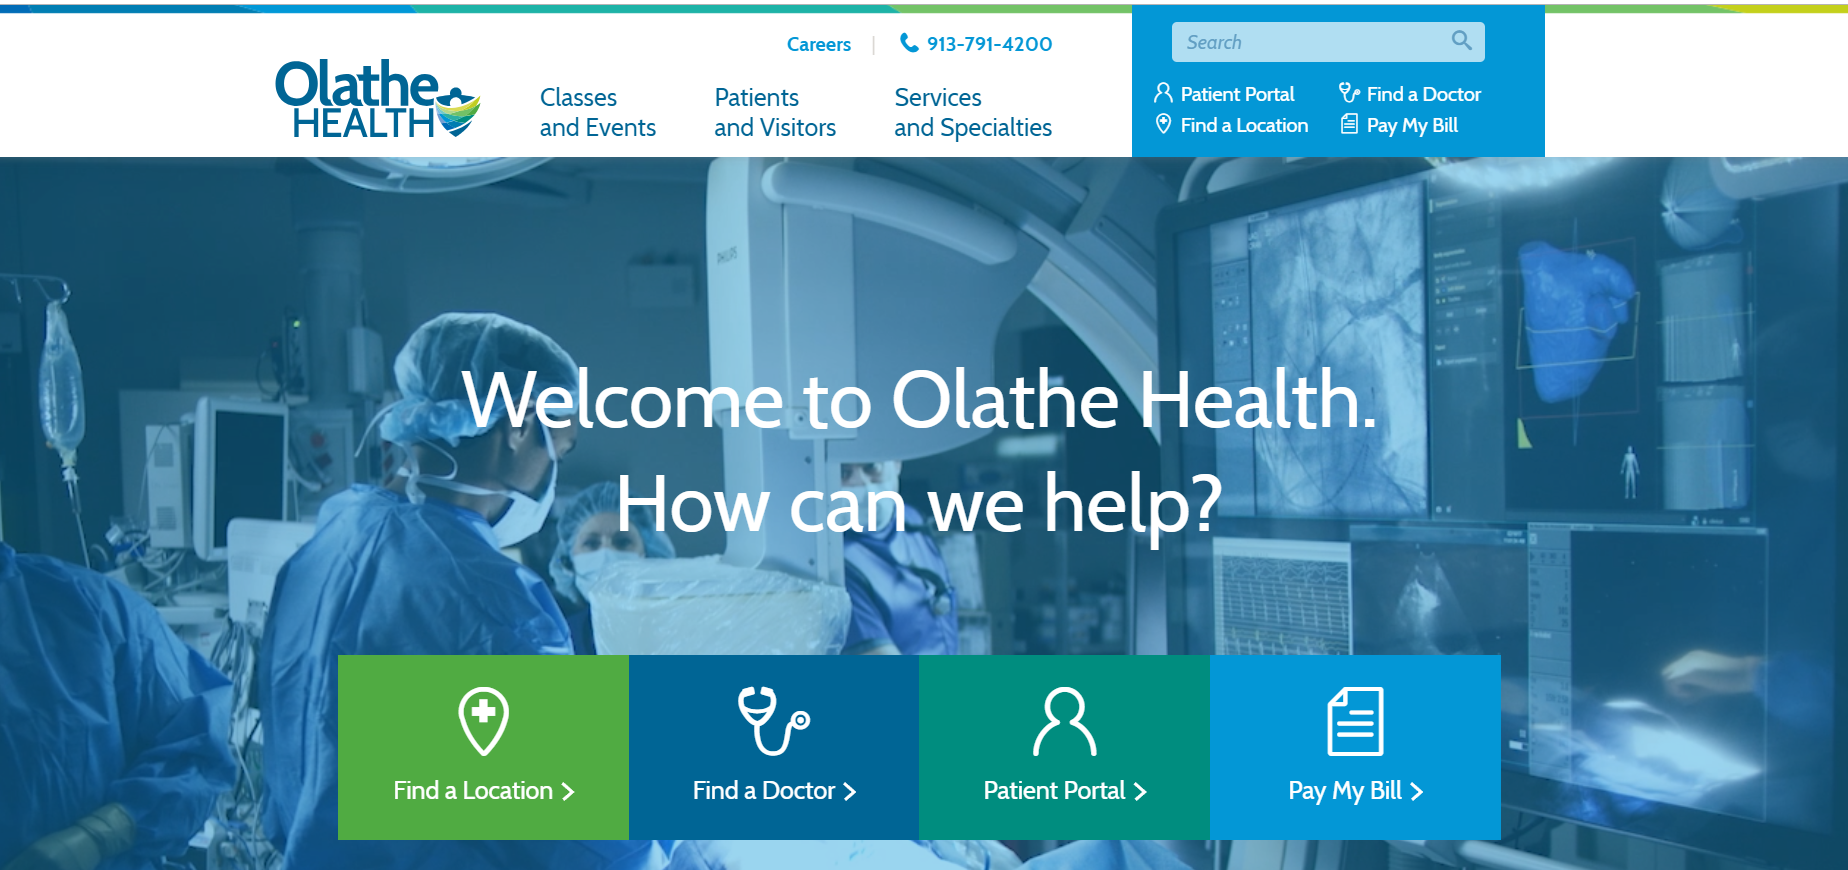 Careers
913-791-4200
Search
Olathe
HEALTH
Classes
and Events
Patients
and Visitors
Services
and Specialties
Patient Portal
Find a Doctor
Find a Location
Pay My Bill
PHILIPS
Welcome to Olathe Health.
How can we help?
Find a Location
Find a Doctor
Patient Portal
Pay My Bill